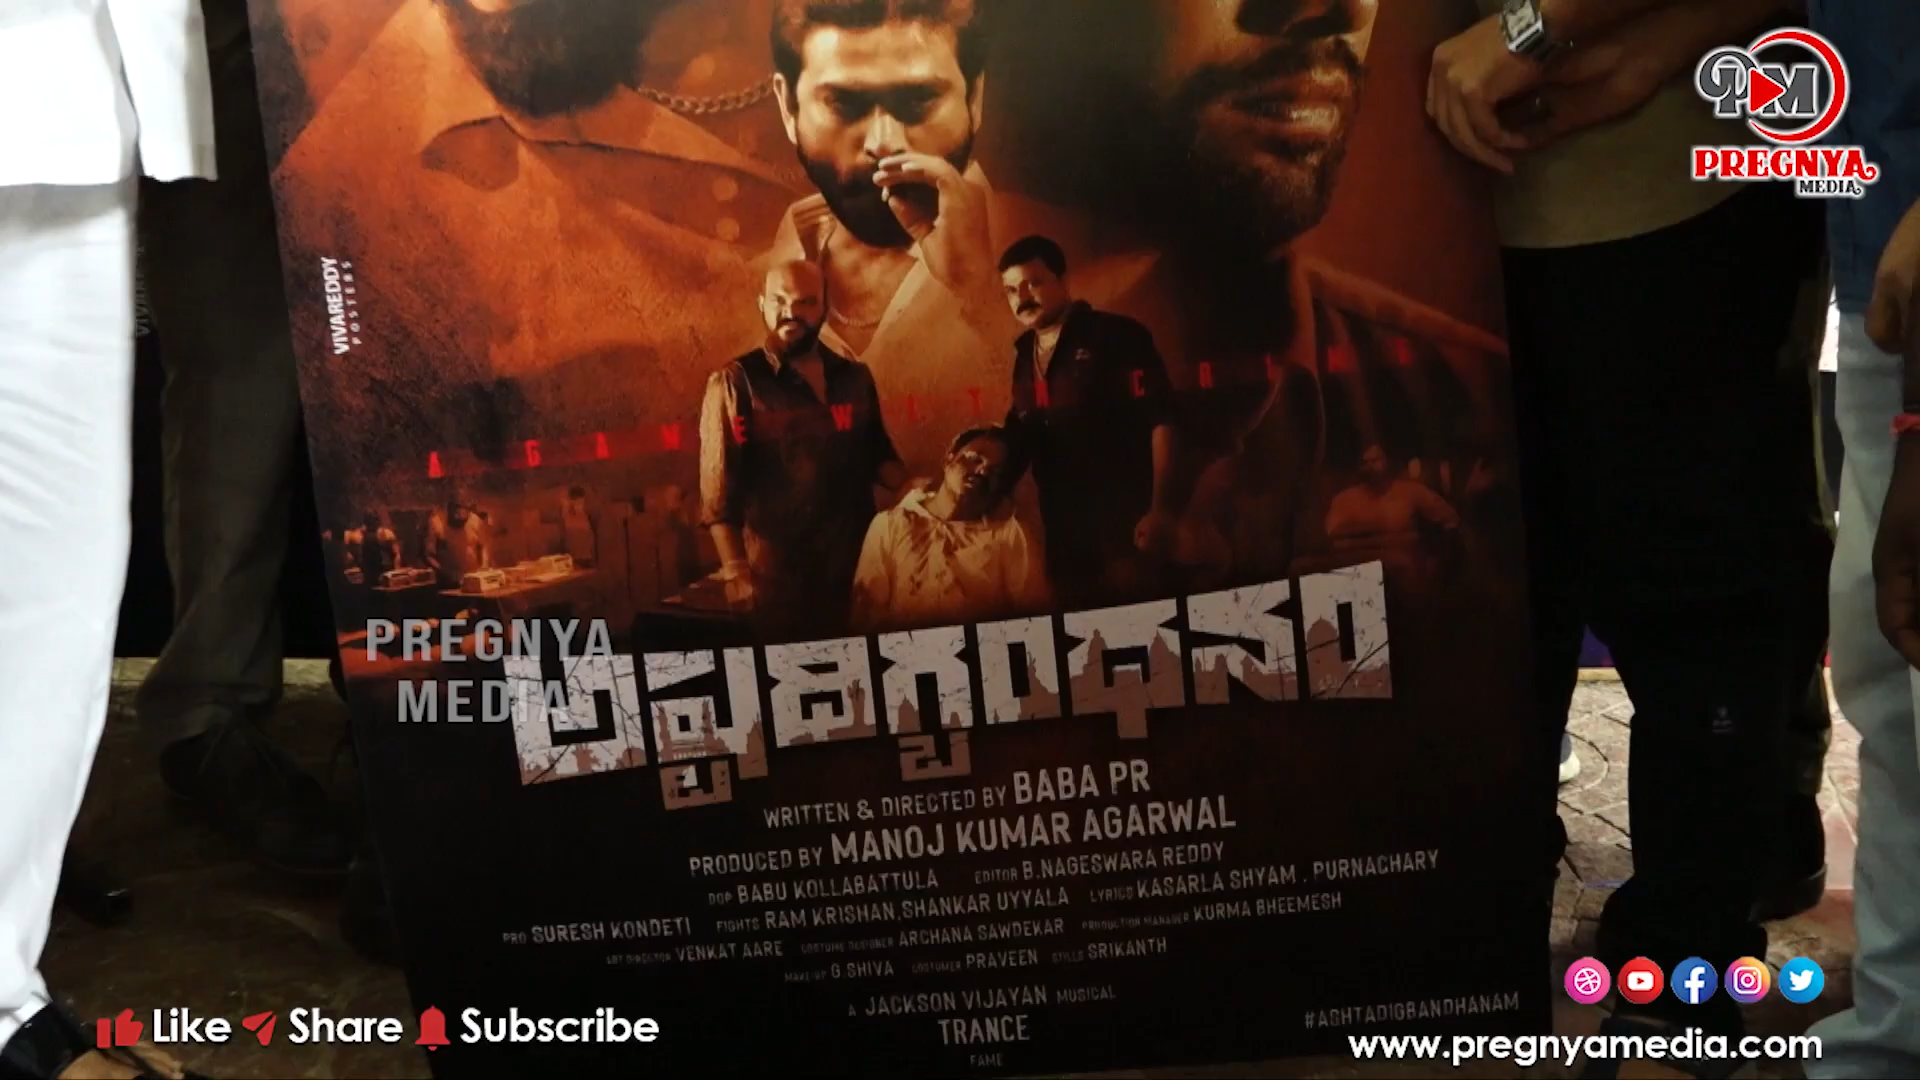 PM
PREGNYA
MEDIA
VIVAREDDY
POSTERS
A GAME WITH CRIME
PREGNYA
MEDIA
అష్టదిగ్బంధనం
WRITTEN & DIRECTED BY BABA PR
PRODUCED BY MANOJ KUMAR AGARWAL
DOP BABU KOLLABATTULA EDITOR B.NAGESWARA REDDY
PRO SURESH KONDETI FIGHTS RAM KRISHAN,SHANKAR UYYALA LYRICS KASARLA SHYAM . PURNACHARY
ART DIRECTOR VENKAT AARE COSTUME DESIGNER ARCHANA SAWDEKAR PRODUCTION MANAGER KURMA BHEEMESH
MAKE-UP G.SHIVA COSTUMER PRAVEEN STILLS SRIKANTH
A JACKSON VIJAYAN MUSICAL
TRANCE
FAME
#ASHTADIGBANDHANAM
Like Share Subscribe
www.pregnyamedia.com